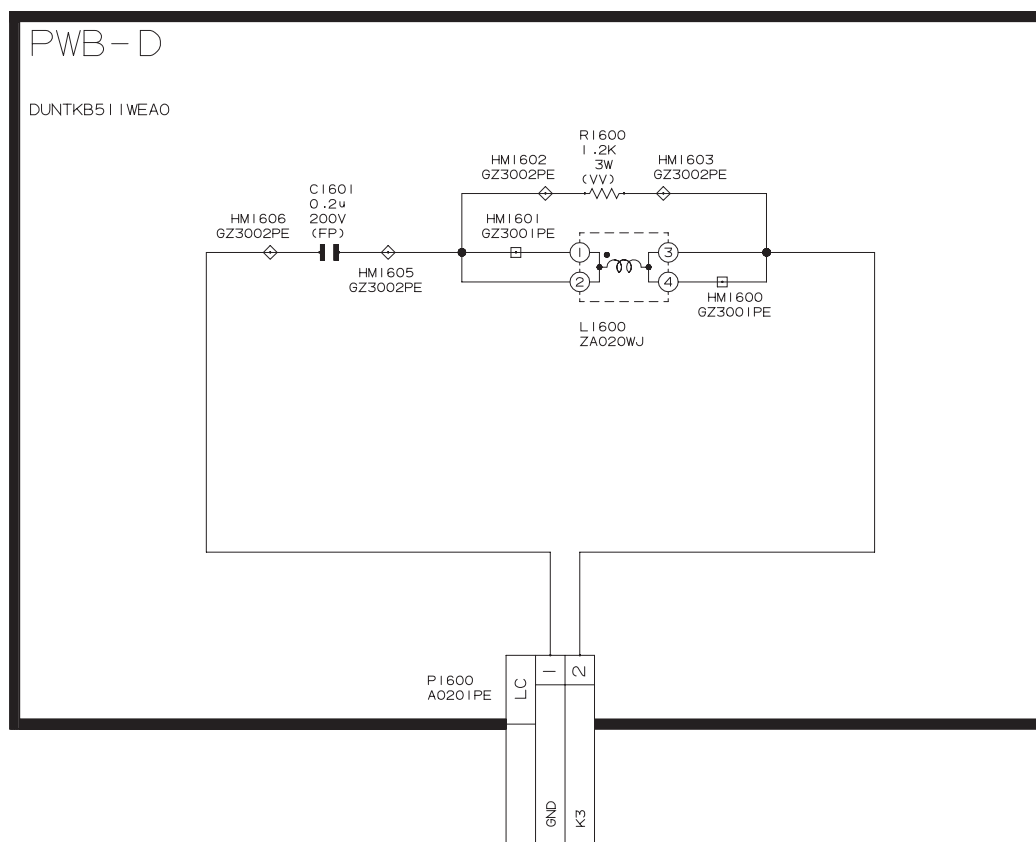 PWB-D
DUNTKB511WEA0
R1600
1.2K
3W
(VV)
HM1602
GZ3002PE
HM1603
GZ3002PE
C1601
0.2u
200V
(FP)
HM1606
GZ3002PE
HM1601
GZ3001PE
HM1605
GZ3002PE
1
2
3
4
HM1600
GZ3001PE
L1600
ZA020WJ
P1600
A0201PE
LC
1
2
GND
K3